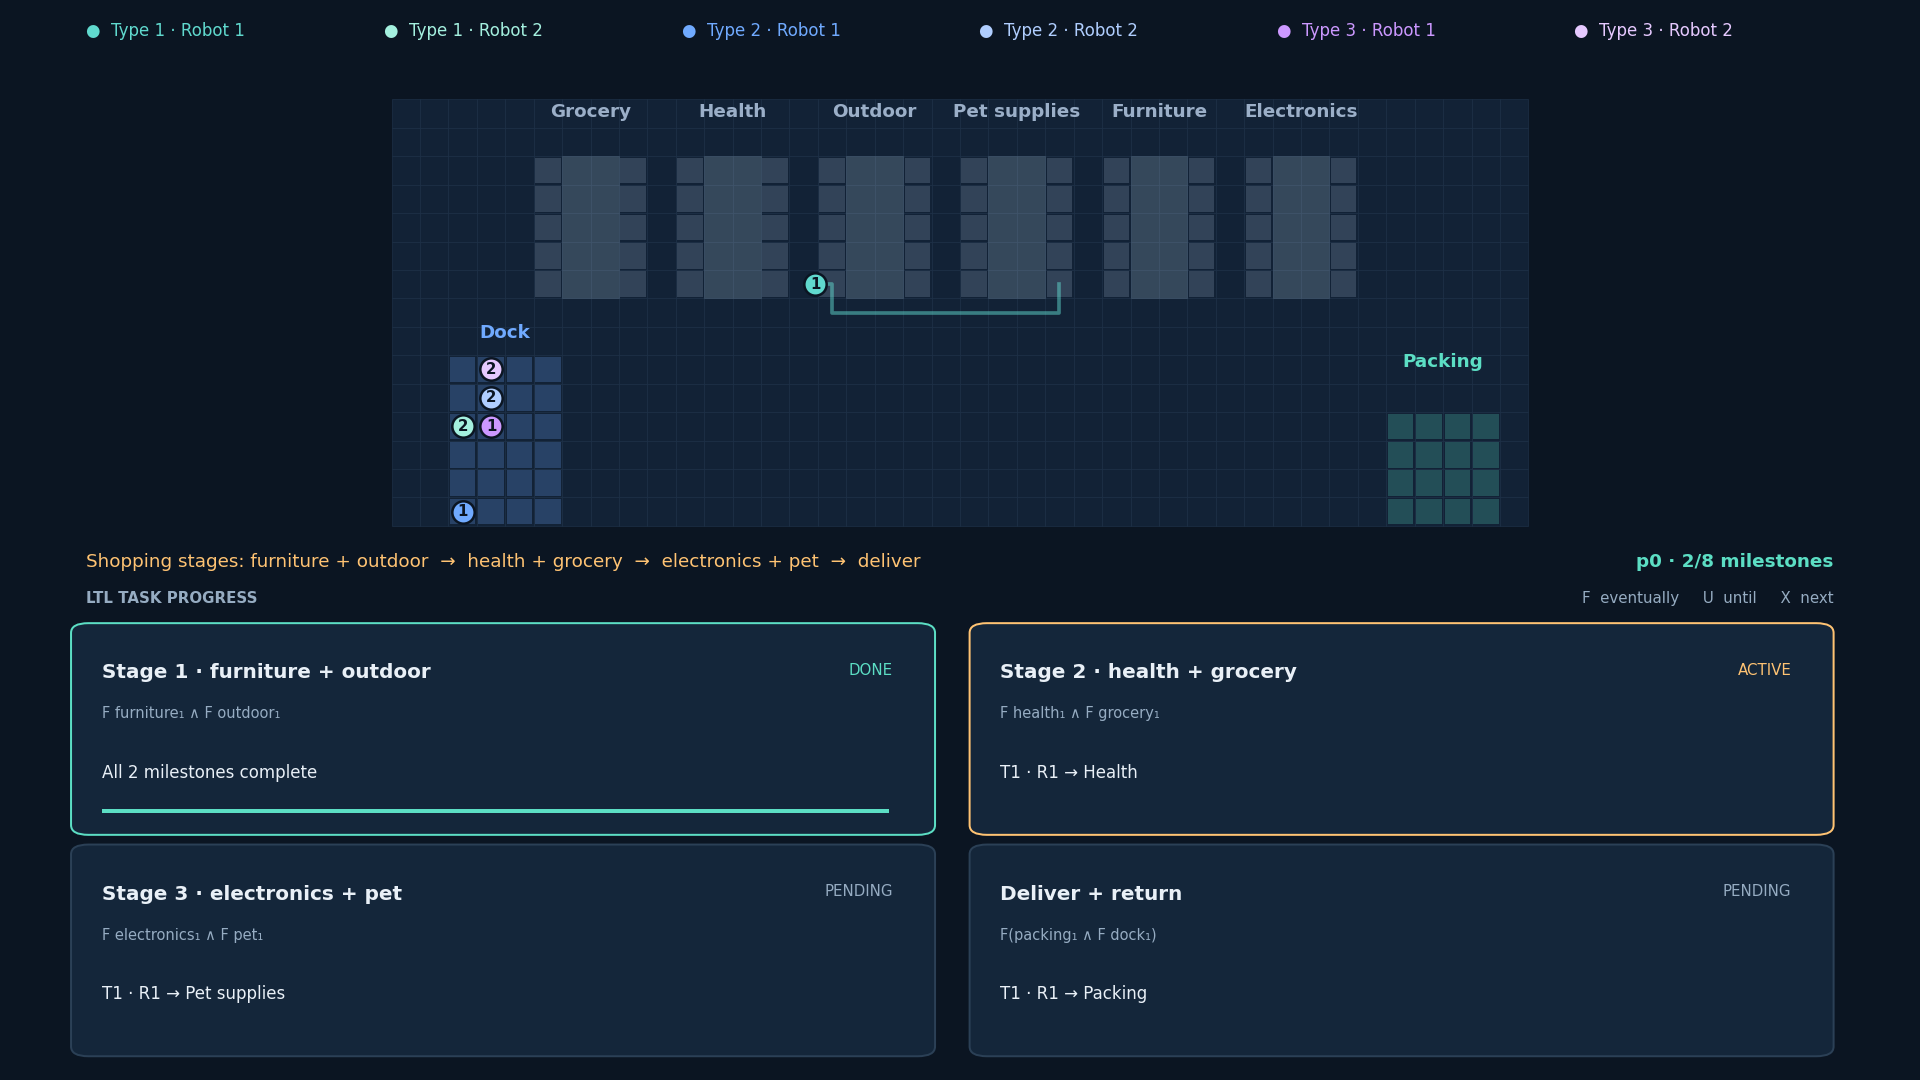 Type 1 · Robot 1
Type 1 · Robot 2
Type 2 · Robot 1
Type 2 · Robot 2
Type 3 · Robot 1
Type 3 · Robot 2
Grocery
Health
Outdoor
Pet supplies
Furniture
Electronics
1
Dock
2
2
2
1
1
Packing
Shopping stages: furniture + outdoor → health + grocery → electronics + pet → deliver
p0 · 2/8 milestones
LTL TASK PROGRESS
F eventually U until X next
Stage 1 · furniture + outdoor
DONE
F furniture₁ ∧ F outdoor₁
All 2 milestones complete
Stage 2 · health + grocery
ACTIVE
F health₁ ∧ F grocery₁
T1 · R1 → Health
Stage 3 · electronics + pet
PENDING
F electronics₁ ∧ F pet₁
T1 · R1 → Pet supplies
Deliver + return
PENDING
F(packing₁ ∧ F dock₁)
T1 · R1 → Packing